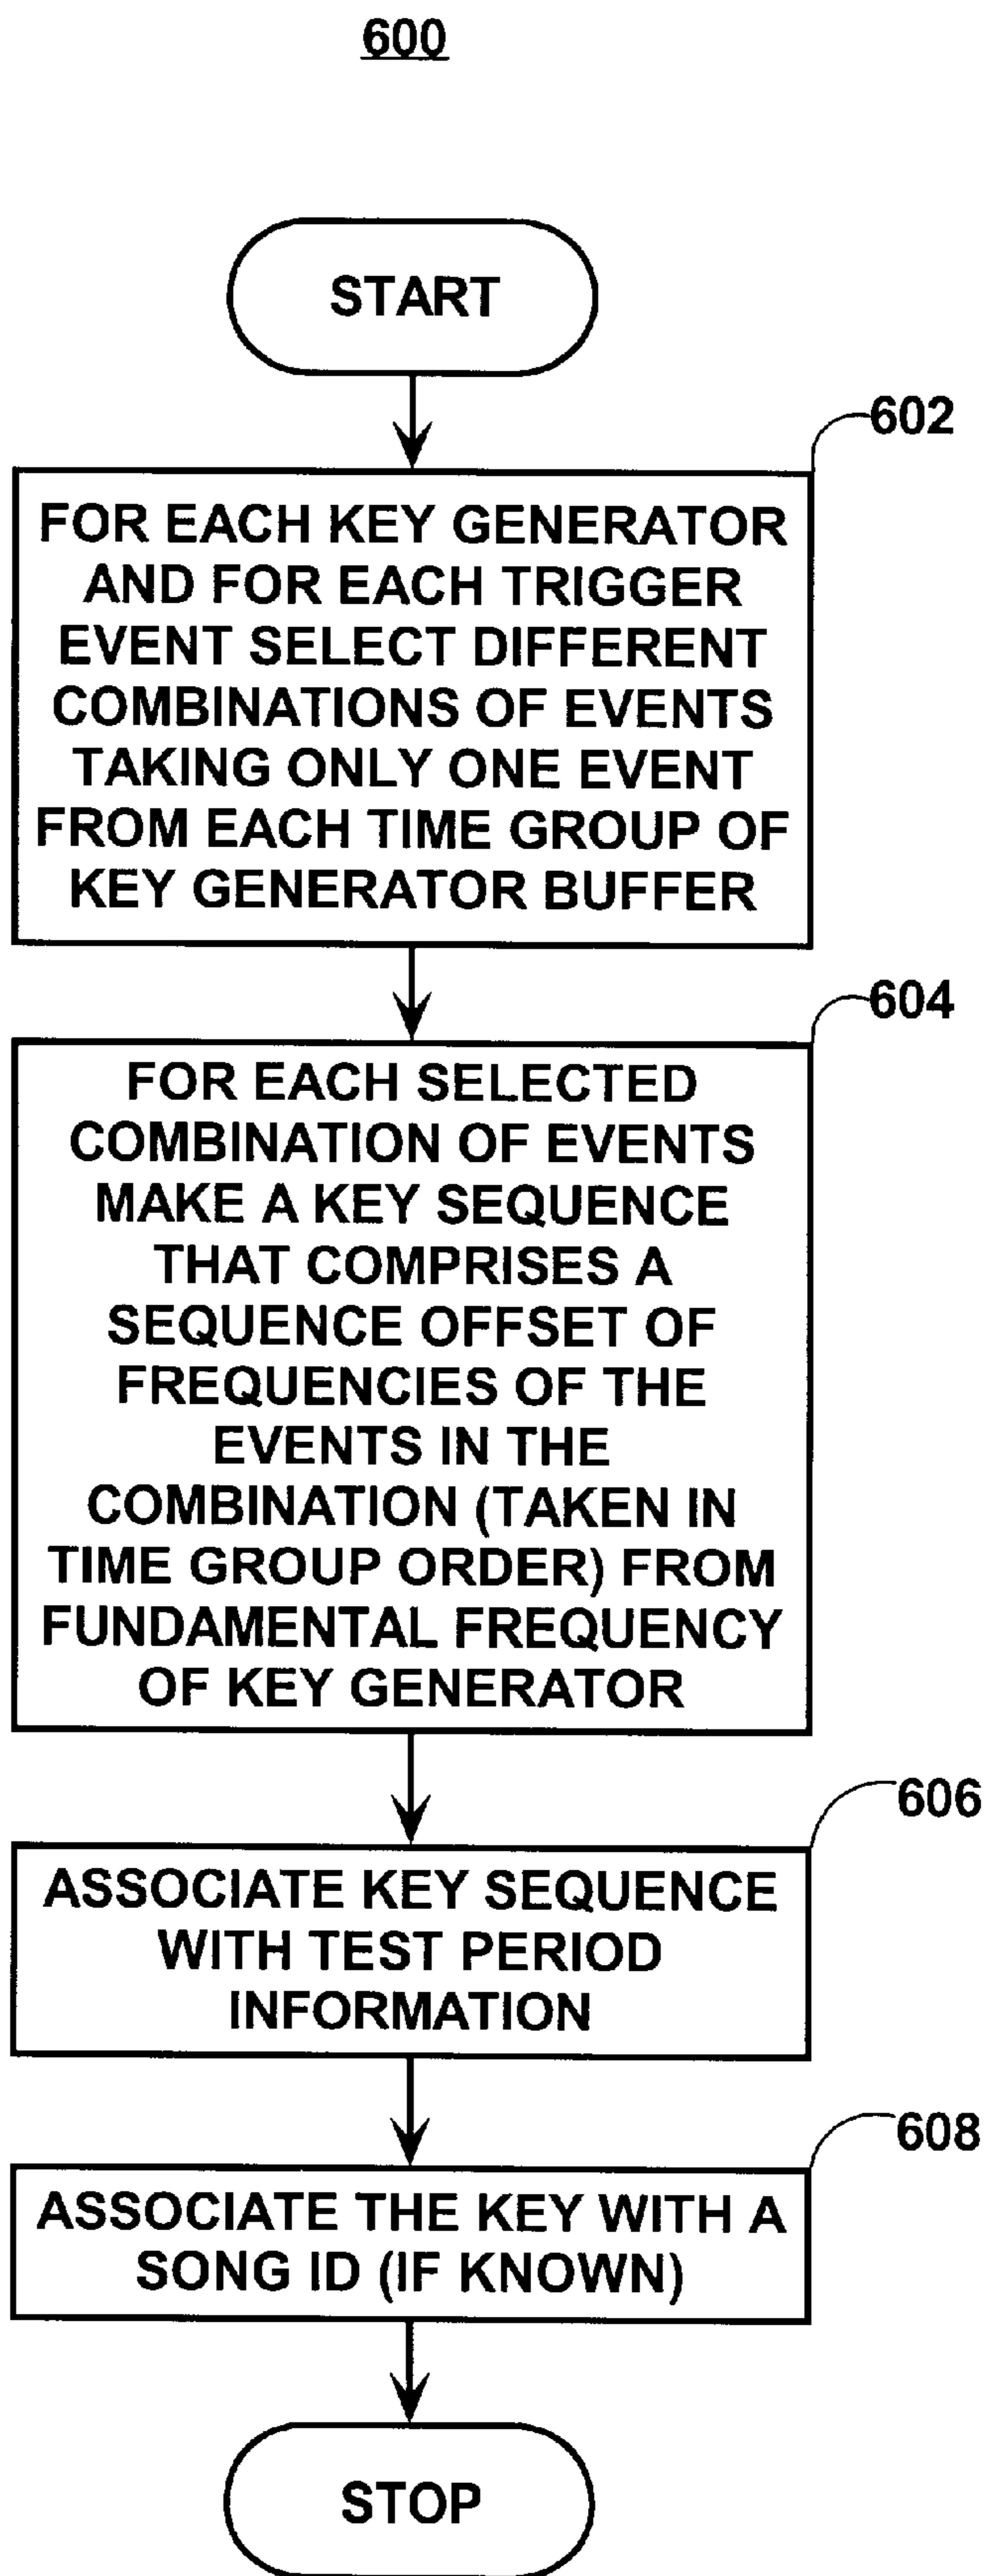 600
START
602
FOR EACH KEY GENERATOR
AND FOR EACH TRIGGER
EVENT SELECT DIFFERENT
COMBINATIONS OF EVENTS
TAKING ONLY ONE EVENT
FROM EACH TIME GROUP OF
KEY GENERATOR BUFFER
604
FOR EACH SELECTED
COMBINATION OF EVENTS
MAKE A KEY SEQUENCE
THAT COMPRISES A
SEQUENCE OFFSET OF
FREQUENCIES OF THE
EVENTS IN THE
COMBINATION (TAKEN IN
TIME GROUP ORDER) FROM
FUNDAMENTAL FREQUENCY
OF KEY GENERATOR
606
ASSOCIATE KEY SEQUENCE
WITH TEST PERIOD
INFORMATION
608
ASSOCIATE THE KEY WITH A
SONG ID (IF KNOWN)
STOP